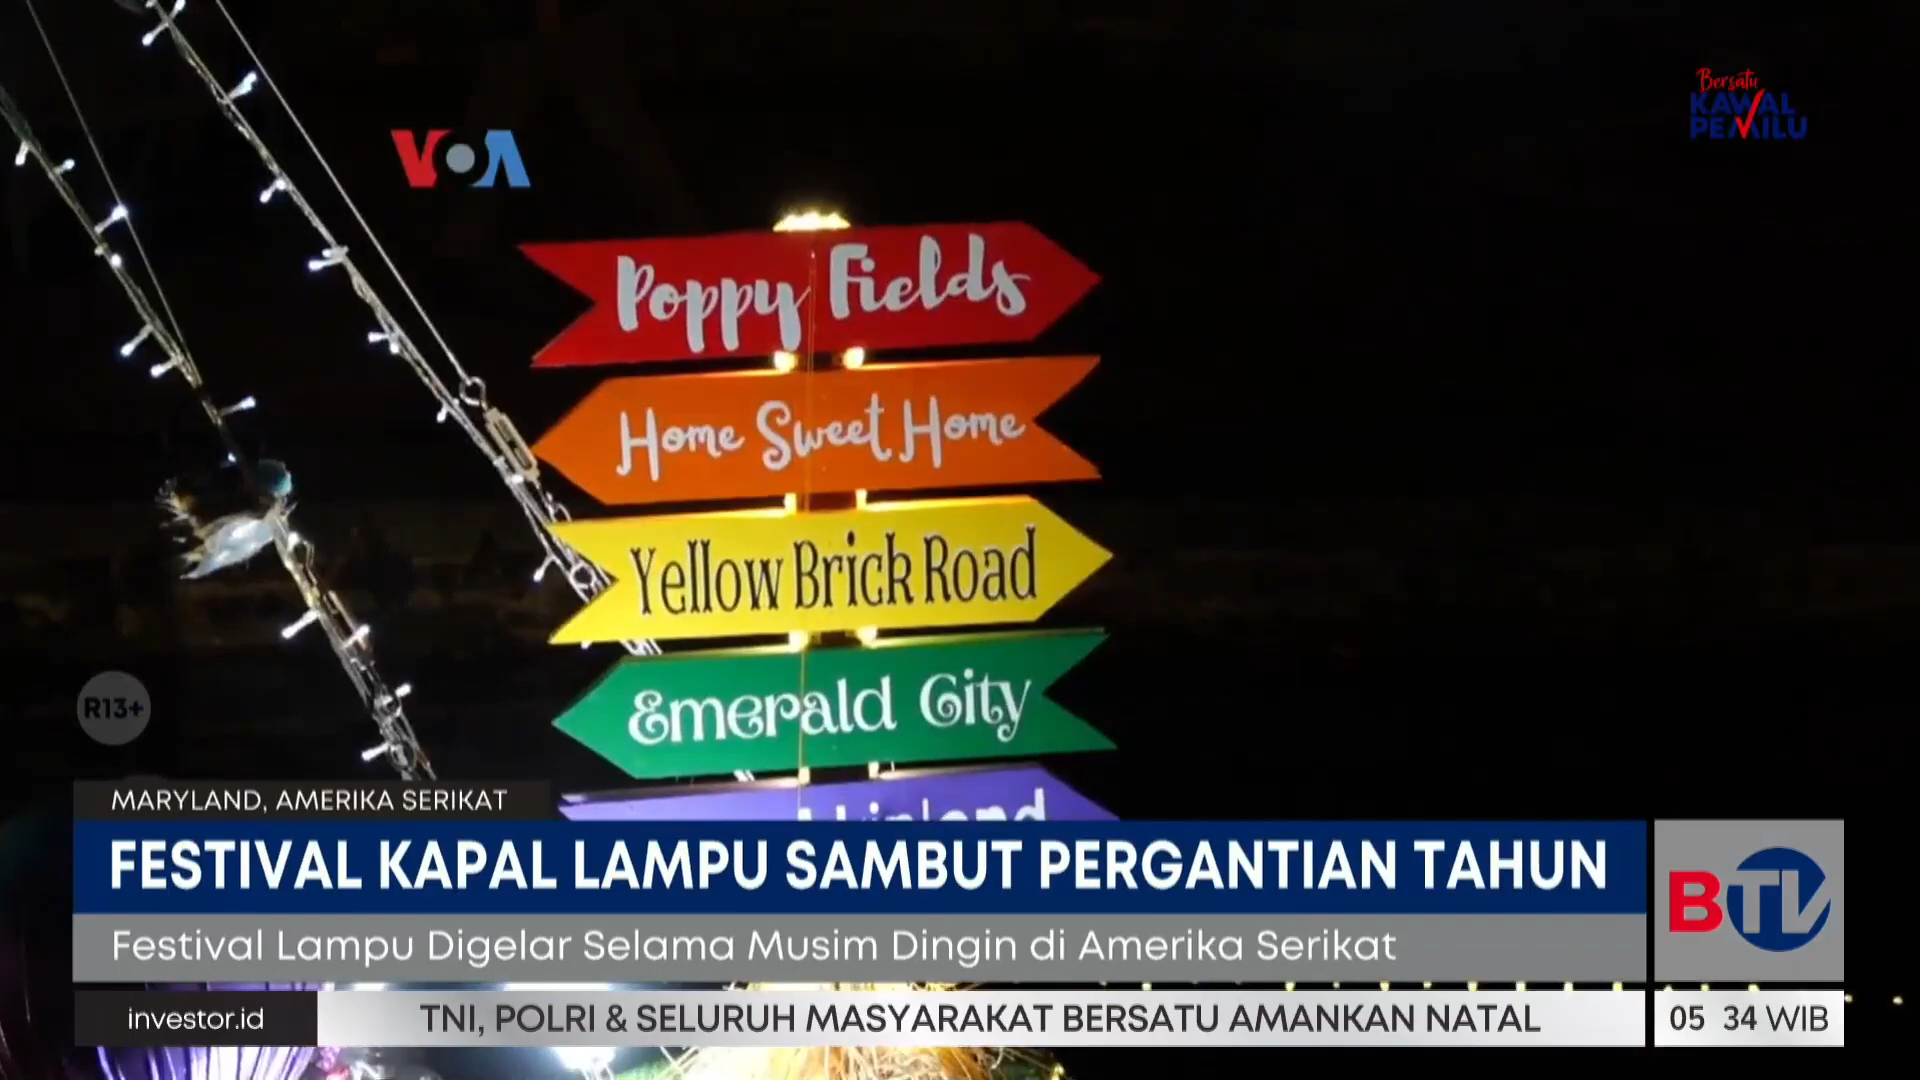 Bersatu
KAWAL
PEMILU
VOA
Poppy Fields
Home Sweet Home
Yellow Brick Road
Emerald City
R13+
MARYLAND, AMERIKA SERIKAT
FESTIVAL KAPAL LAMPU SAMBUT PERGANTIAN TAHUN
BTV
Festival Lampu Digelar Selama Musim Dingin di Amerika Serikat
investor.id
TNI, POLRI & SELURUH MASYARAKAT BERSATU AMANKAN NATAL
05 34 WIB